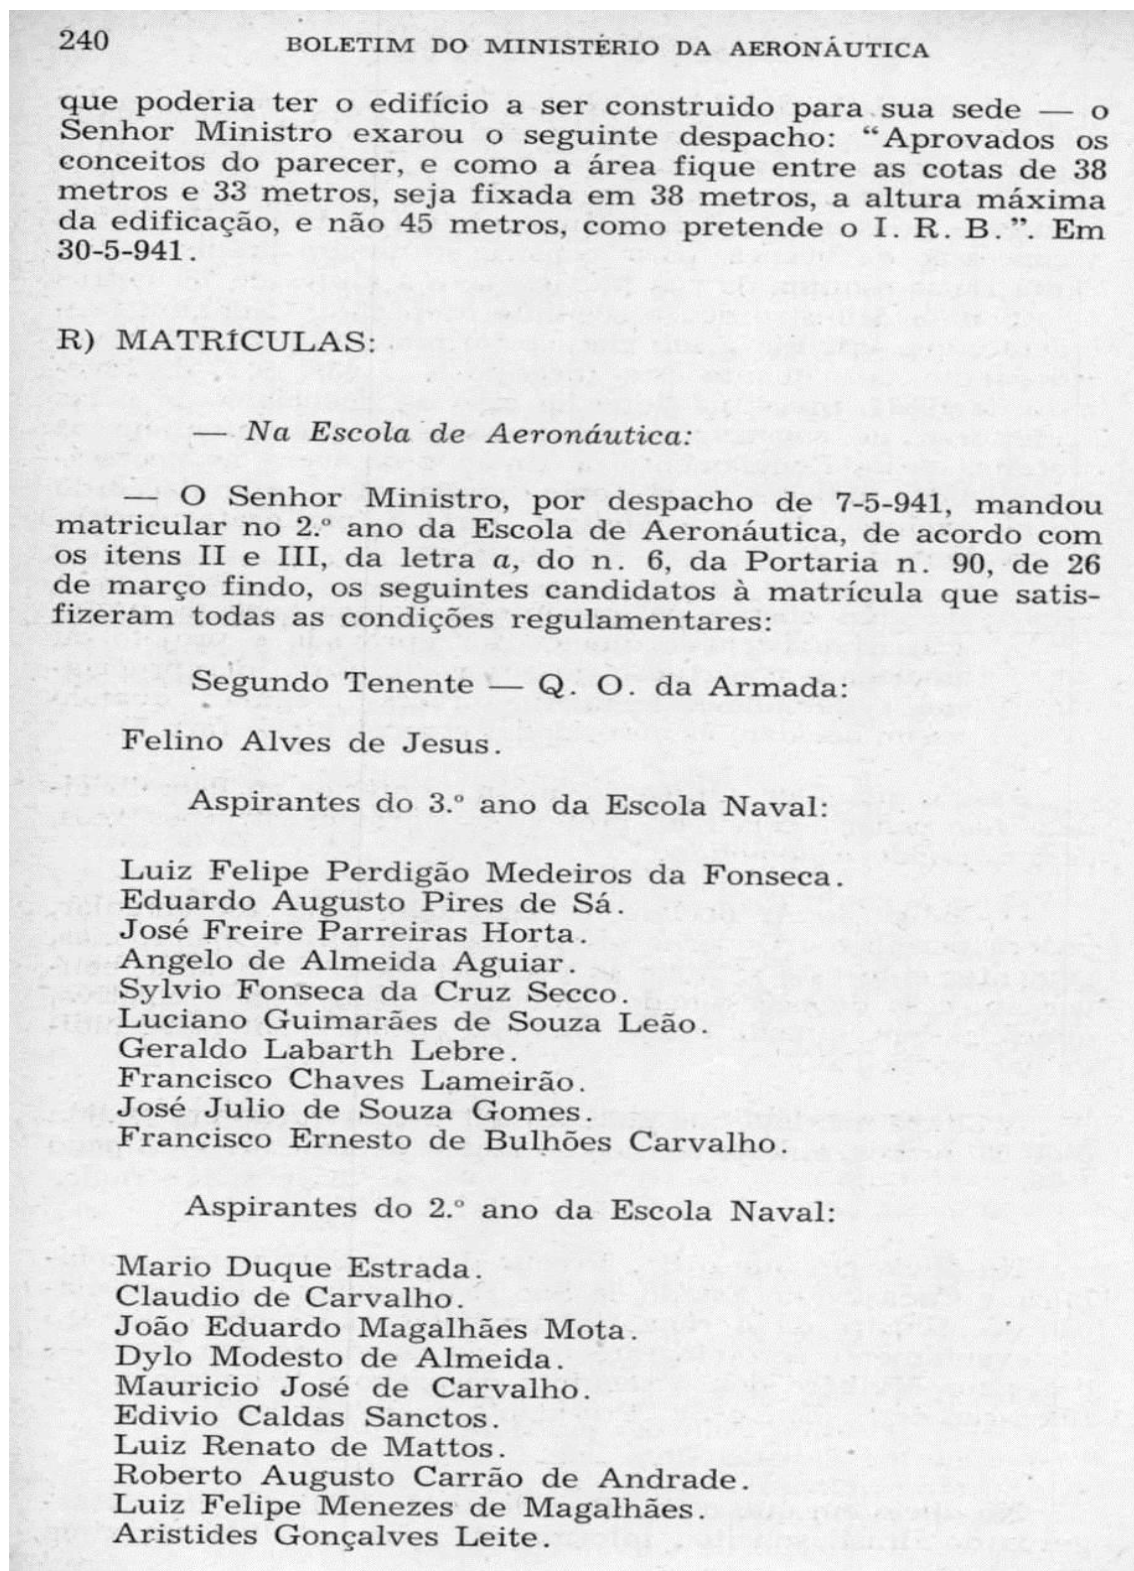 240
BOLETIM DO MINISTÉRIO DA AERONÁUTICA
que poderia ter o edifício a ser construido para sua sede — o
Senhor Ministro exarou o seguinte despacho: “Aprovados os
conceitos do parecer, e como a área fique entre as cotas de 38
metros e 33 metros, seja fixada em 38 metros, a altura máxima
da edificação, e não 45 metros, como pretende o I. R. B.”. Em
30-5-941.
R) MATRÍCULAS:
— Na Escola de Aeronáutica:
— O Senhor Ministro, por despacho de 7-5-941, mandou
matricular no 2.º ano da Escola de Aeronáutica, de acordo com
os itens II e III, da letra a, do n. 6, da Portaria n. 90, de 26
de março findo, os seguintes candidatos à matrícula que satis-
fizeram todas as condições regulamentares:
Segundo Tenente — Q. O. da Armada:
Felino Alves de Jesus.
Aspirantes do 3.º ano da Escola Naval:
Luiz Felipe Perdigão Medeiros da Fonseca.
Eduardo Augusto Pires de Sá.
José Freire Parreiras Horta.
Angelo de Almeida Aguiar.
Sylvio Fonseca da Cruz Secco.
Luciano Guimarães de Souza Leão.
Geraldo Labarth Lebre.
Francisco Chaves Lameirão.
José Julio de Souza Gomes.
Francisco Ernesto de Bulhões Carvalho.
Aspirantes do 2.º ano da Escola Naval:
Mario Duque Estrada.
Claudio de Carvalho.
João Eduardo Magalhães Mota.
Dylo Modesto de Almeida.
Mauricio José de Carvalho.
Edivio Caldas Sanctos.
Luiz Renato de Mattos.
Roberto Augusto Carrão de Andrade.
Luiz Felipe Menezes de Magalhães.
Aristides Gonçalves Leite.